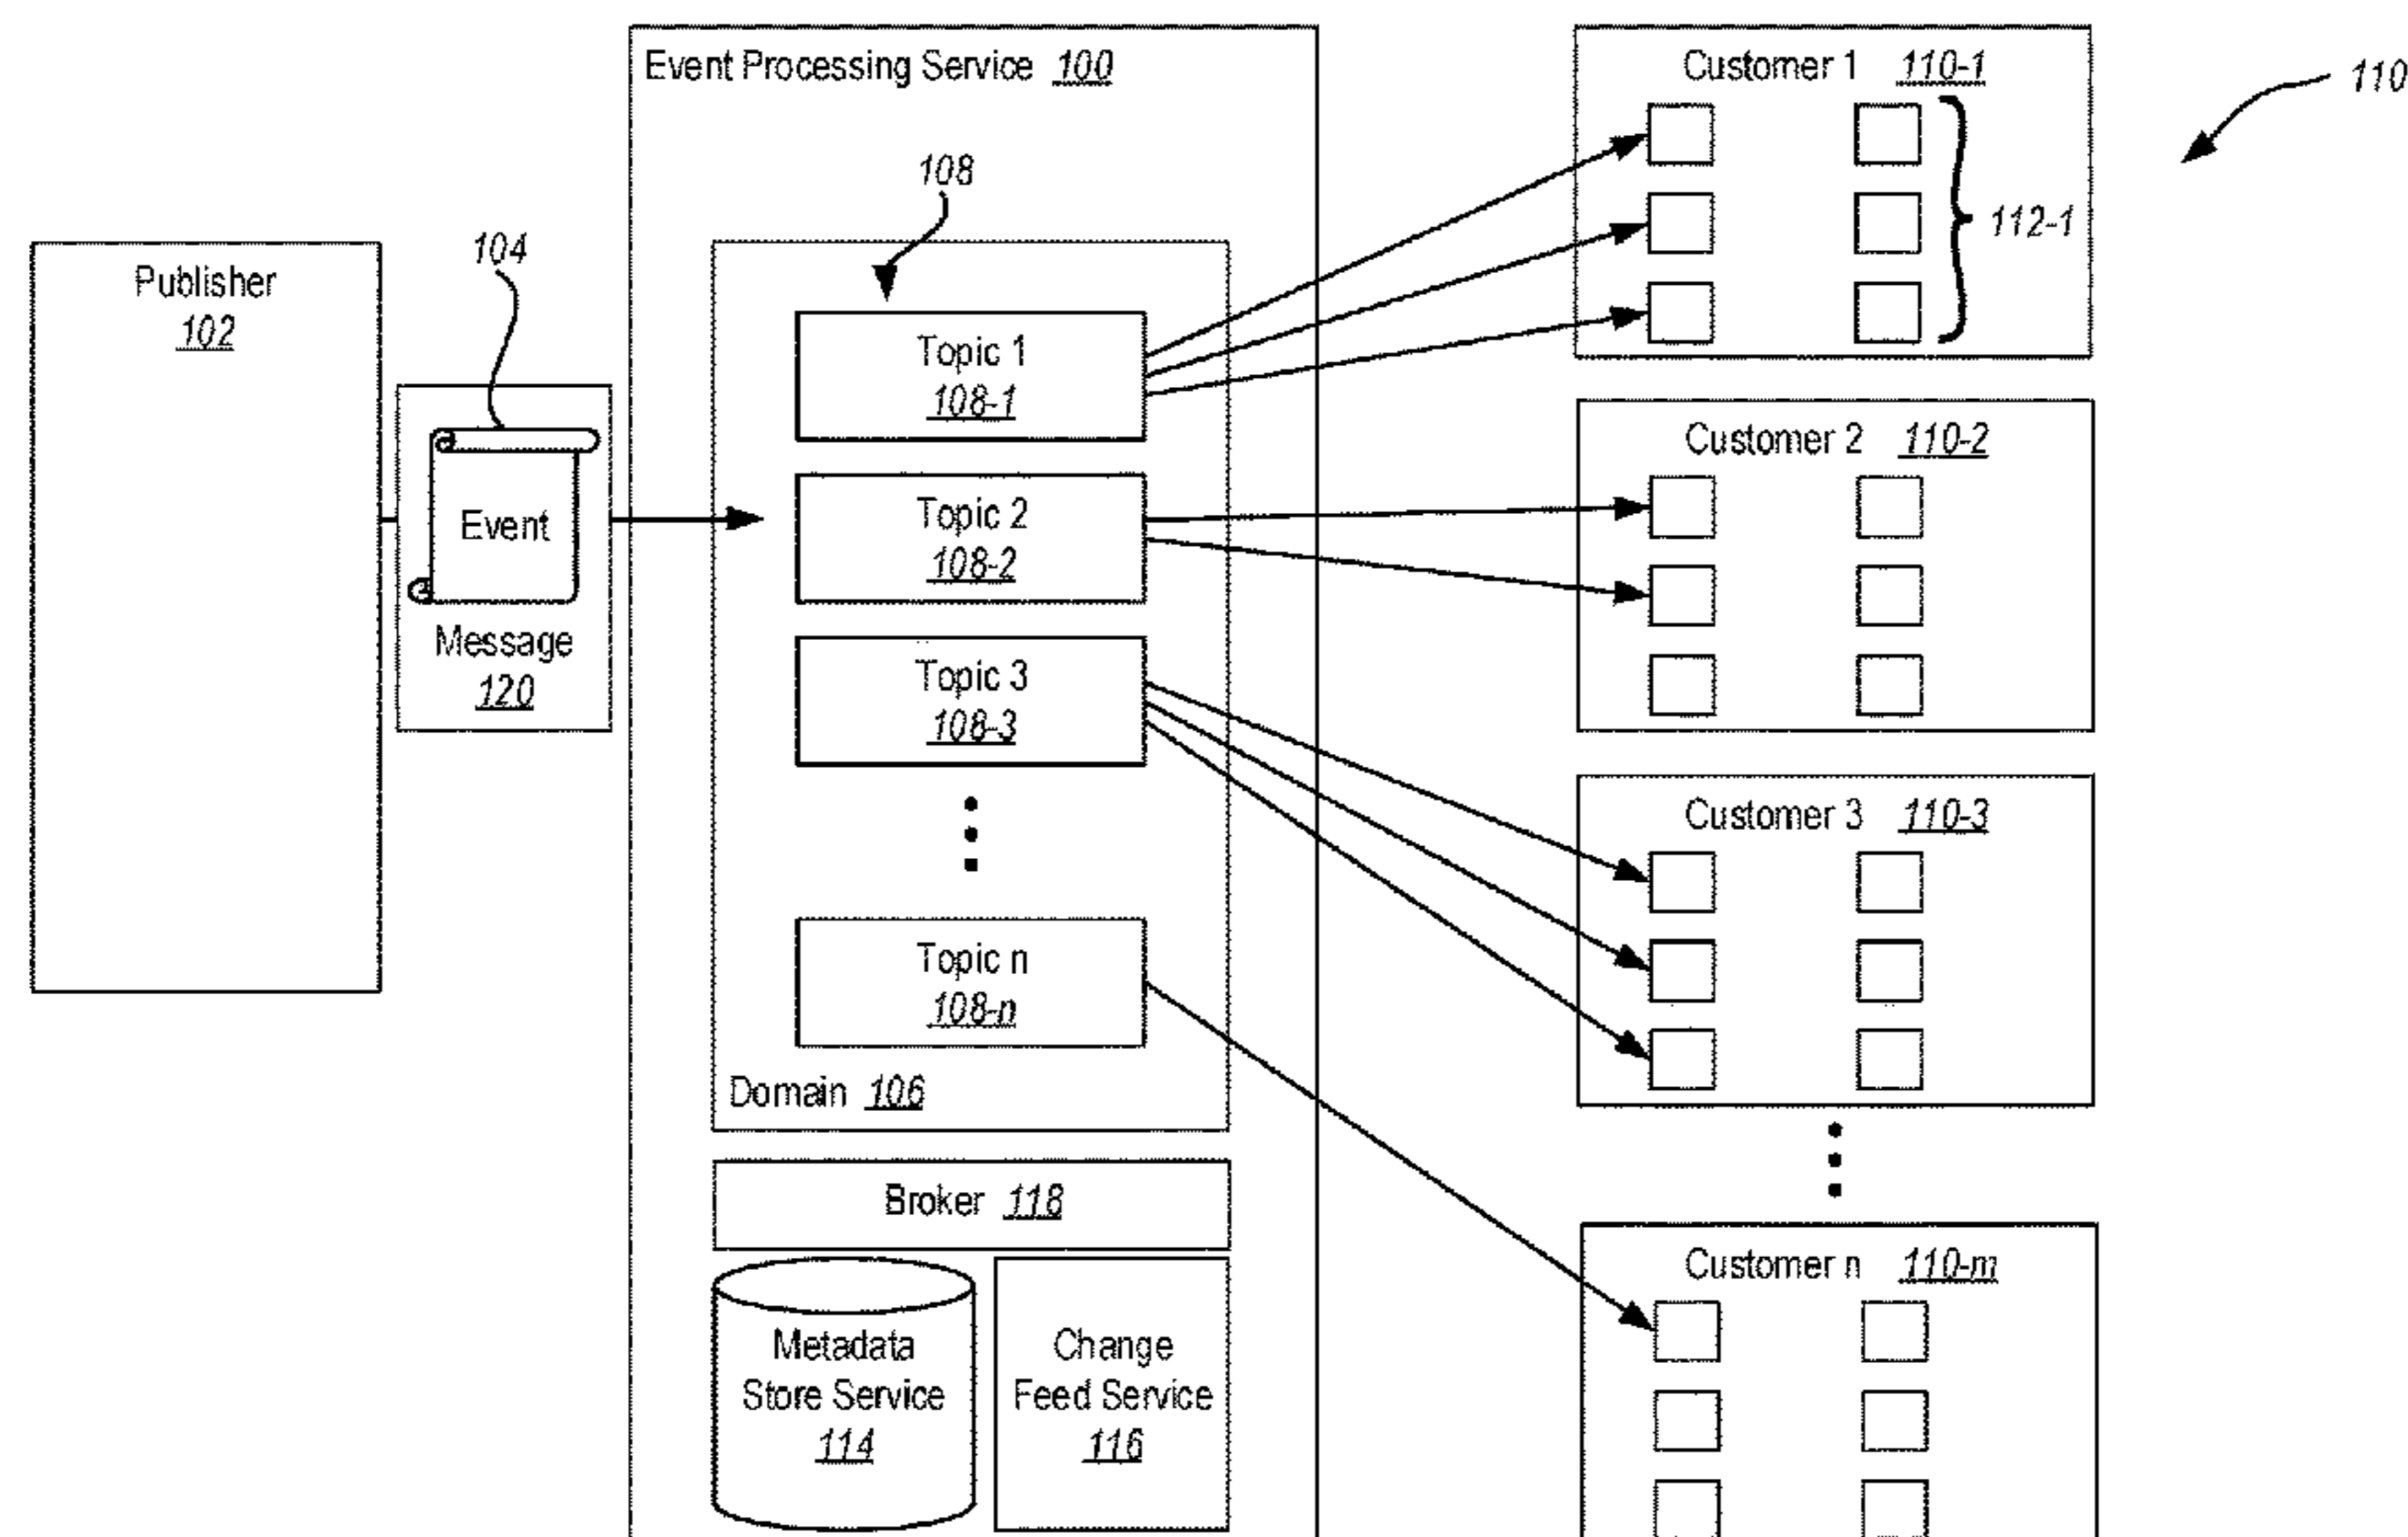 Event Processing Service 100
Customer 1 110-1
110
108
112-1
104
Publisher
102
Topic 1
108-1
Customer 2 110-2
Event
Topic 2
108-2
Message
120
Topic 3
108-3
Customer 3 110-3
Topic n
108-n
Domain 106
Broker 118
Customer n 110-m
Metadata
Store Service
114
Change
Feed Service
116